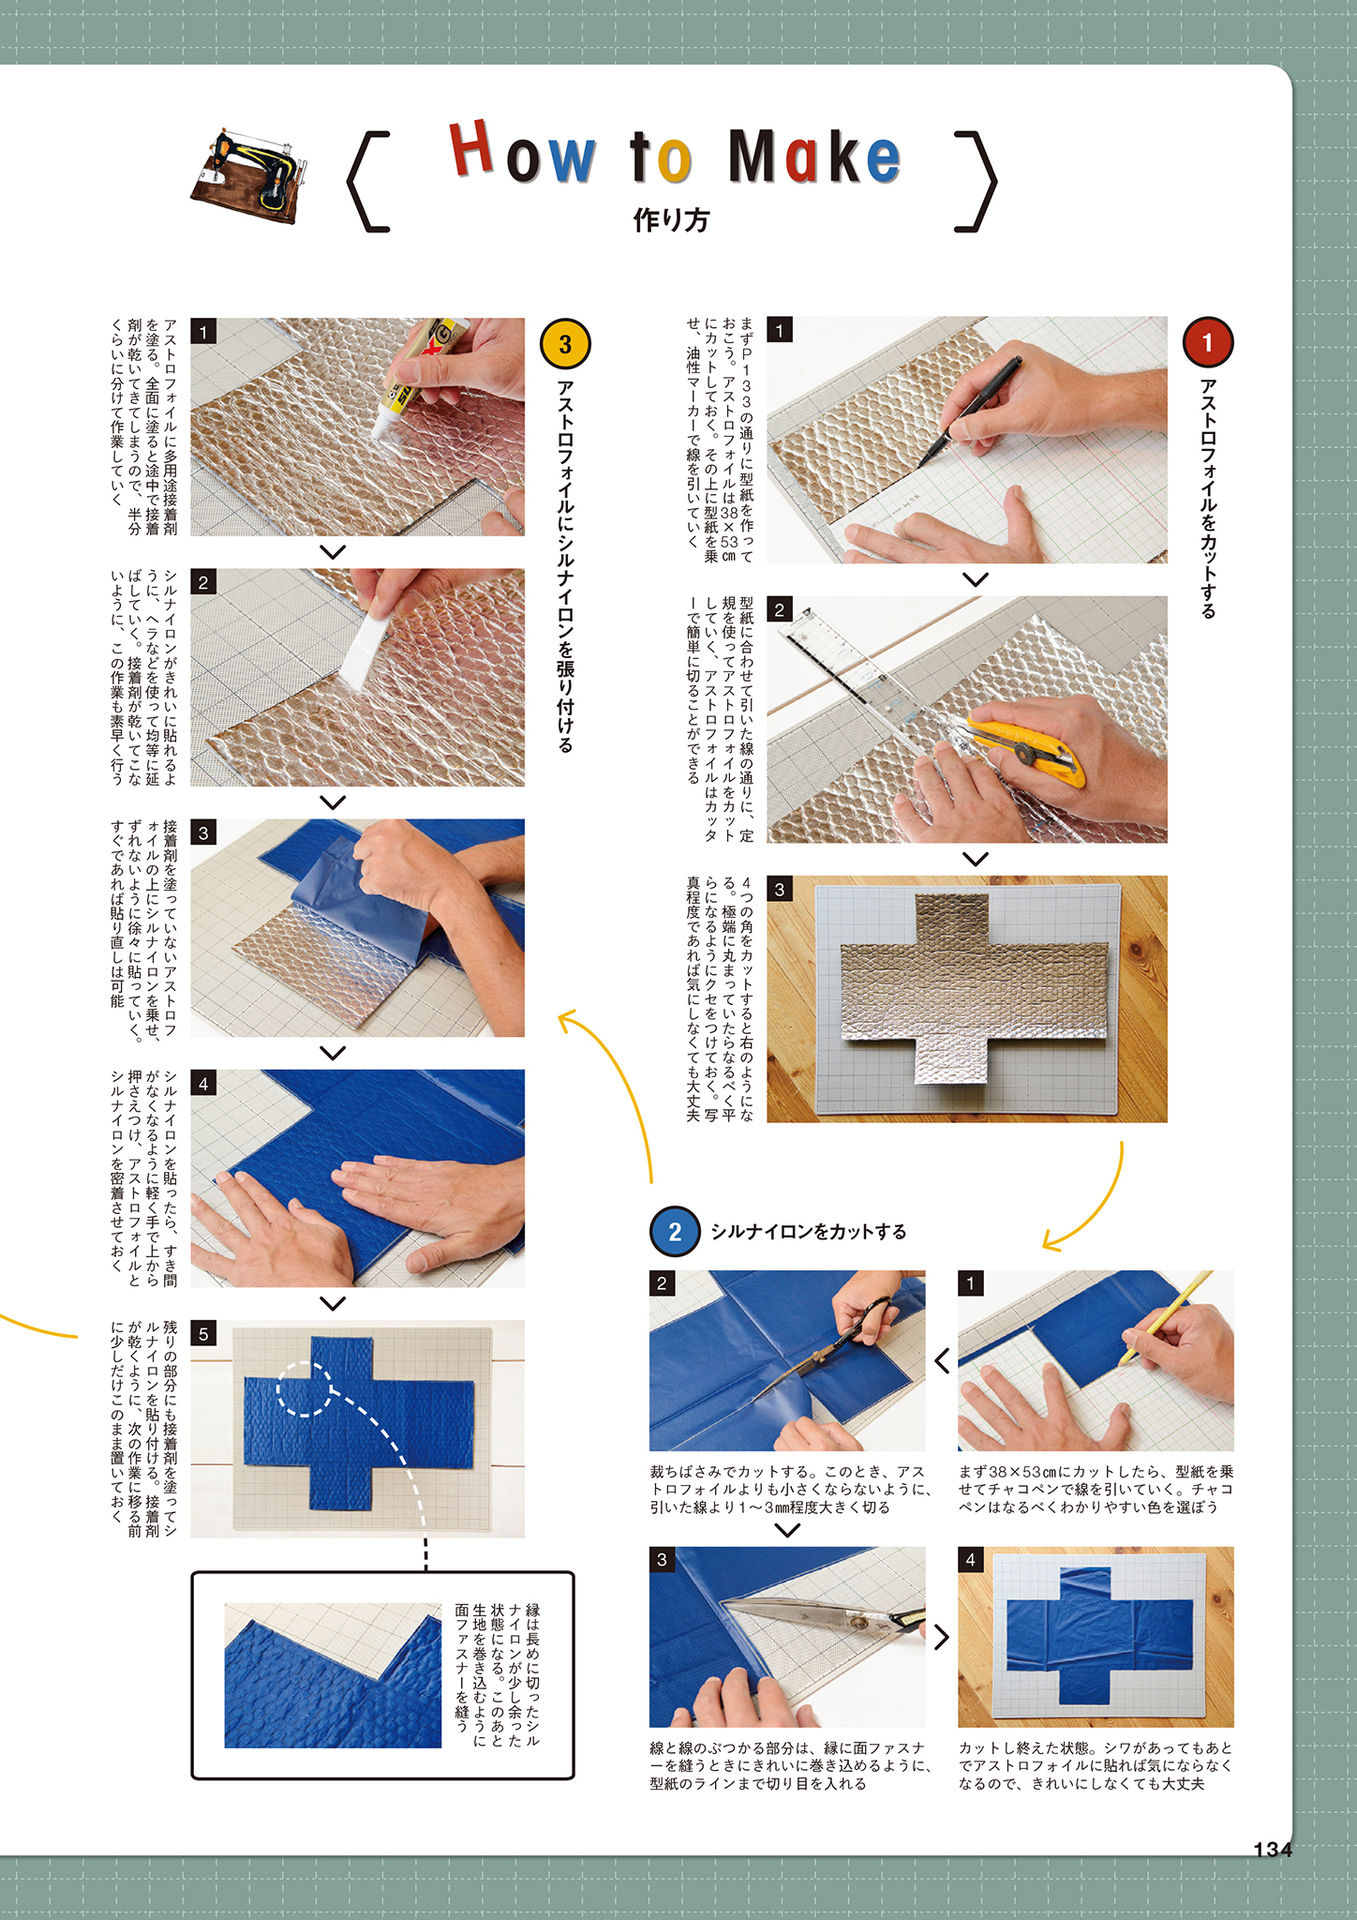 How to Make
作り方
1
アストロフォイルをカットする
1
まずP133の通りに型紙を作って
おこう。アストロフォイルは38×53㎝
にカットしておく。その上に型紙を乗
せ、油性マーカーで線を引いていく
2
型紙に合わせて引いた線の通りに、定
規を使ってアストロフォイルをカット
していく、アストロフォイルはカッタ
ーで簡単に切ることができる
3
4つの角をカットすると右のようにな
る。極端に丸まっていたらなるべく平
らになるようにクセをつけておく。写
真程度であれば気にしなくても大丈夫
2
シルナイロンをカットする
1
まず38×53㎝にカットしたら、型紙を乗
せてチャコペンで線を引いていく。チャコ
ペンはなるべくわかりやすい色を選ぼう
2
裁ちばさみでカットする。このとき、アス
トロフォイルよりも小さくならないように、
引いた線より1〜3㎜程度大きく切る
3
線と線のぶつかる部分は、縁に面ファスナ
ーを縫うときにきれいに巻き込めるように、
型紙のラインまで切り目を入れる
4
カットし終えた状態。シワがあってもあと
でアストロフォイルに貼れば気にならなく
なるので、きれいにしなくても大丈夫
3
アストロフォイルにシルナイロンを張り付ける
1
アストロフォイルに多用途接着剤
を塗る。全面に塗ると途中で接着
剤が乾いてきてしまうので、半分
くらいに分けて作業していく
2
シルナイロンがきれいに貼れるよ
うに、ヘラなどを使って均等に延
ばしていく。接着剤が乾いてこな
いように、この作業も素早く行う
3
接着剤を塗っていないアストロフ
ォイルの上にシルナイロンを乗せ、
ずれないように徐々に貼っていく。
すぐであれば貼り直しは可能
4
シルナイロンを貼ったら、すき間
がなくなるように軽く手で上から
押さえつけ、アストロフォイルと
シルナイロンを密着させておく
5
残りの部分にも接着剤を塗ってシ
ルナイロンを貼り付ける。接着剤
が乾くように、次の作業に移る前
に少しだけこのまま置いておく
縁は長めに切ったシル
ナイロンが少し余った
状態になる。このあと
生地を巻き込むように
面ファスナーを縫う
134